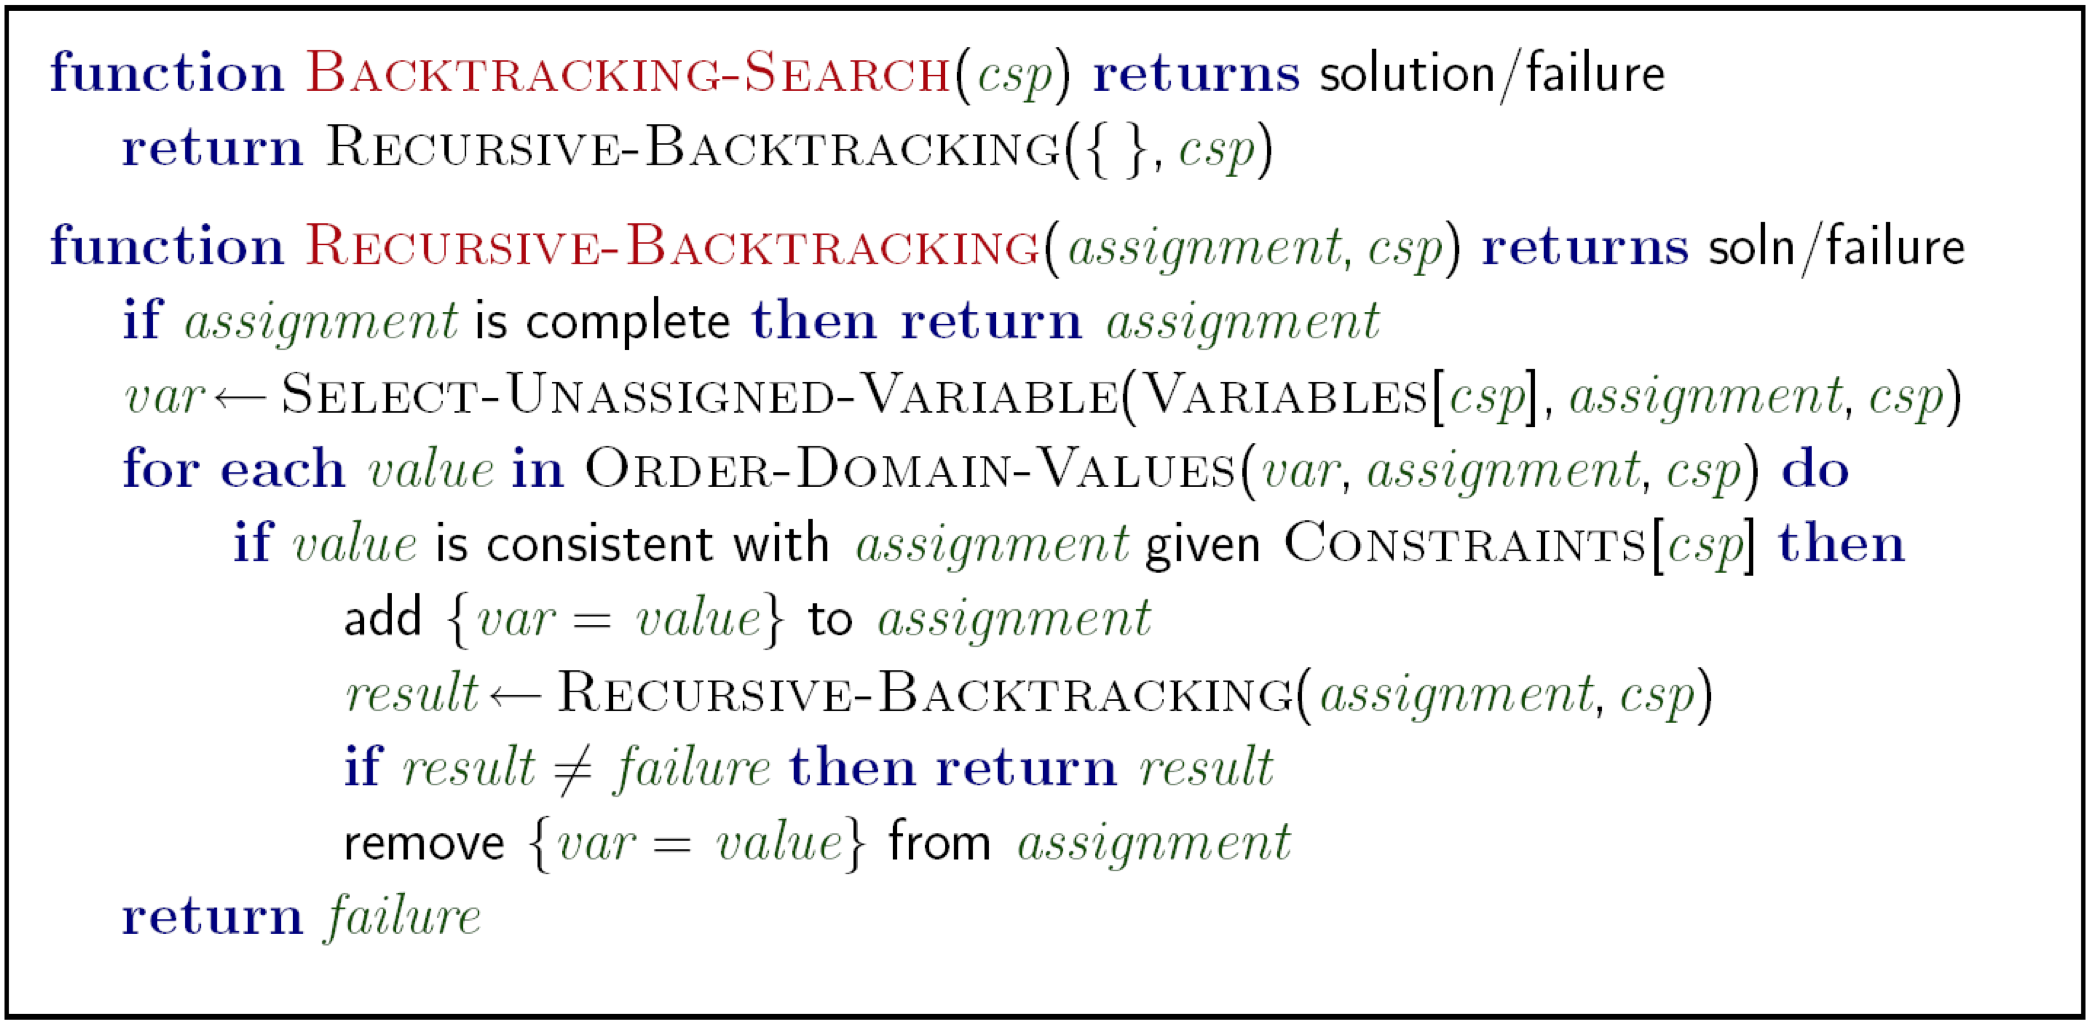 function BACKTRACKING-SEARCH(csp) returns solution/failure
return RECURSIVE-BACKTRACKING({ }, csp)
function RECURSIVE-BACKTRACKING(assignment, csp) returns soln/failure
if assignment is complete then return assignment
var ← SELECT-UNASSIGNED-VARIABLE(VARIABLES[csp], assignment, csp)
for each value in ORDER-DOMAIN-VALUES(var, assignment, csp) do
if value is consistent with assignment given CONSTRAINTS[csp] then
add {var = value} to assignment
result ← RECURSIVE-BACKTRACKING(assignment, csp)
if result ≠ failure then return result
remove {var = value} from assignment
return failure